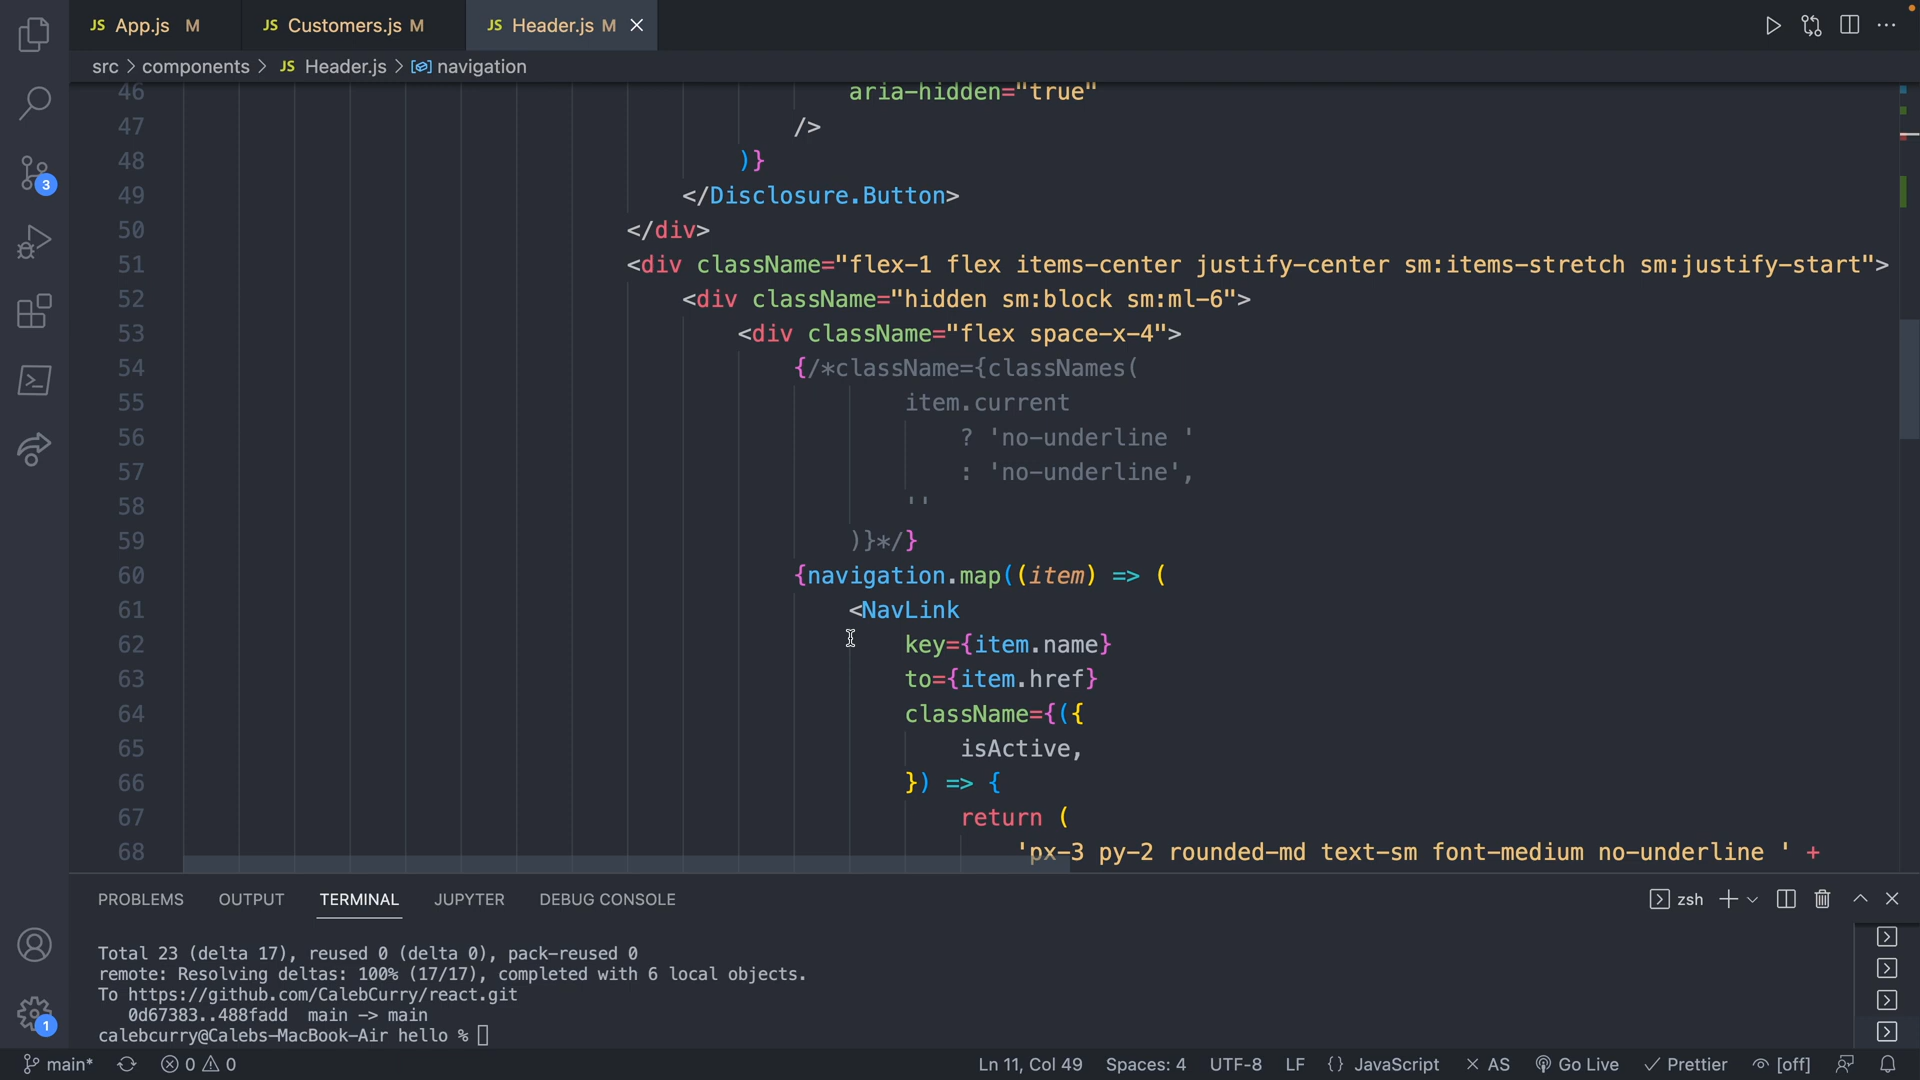 JS App.js M JS Customers.js M JS Header.js M
src > components > JS Header.js > navigation
46 aria-hidden="true"
47 />
48 )}
49 </Disclosure.Button>
50 </div>
51 <div className="flex-1 flex items-center justify-center sm:items-stretch sm:justify-start">
52 <div className="hidden sm:block sm:ml-6">
53 <div className="flex space-x-4">
54 {/*className={classNames(
55 item.current
56 ? 'no-underline '
57 : 'no-underline',
58 ''
59 )}*/}
60 {navigation.map((item) => (
61 <NavLink
62 key={item.name}
63 to={item.href}
64 className={({
65 isActive,
66 }) => {
67 return (
68 'px-3 py-2 rounded-md text-sm font-medium no-underline ' +
3
PROBLEMS OUTPUT TERMINAL JUPYTER DEBUG CONSOLE zsh
Total 23 (delta 17), reused 0 (delta 0), pack-reused 0
remote: Resolving deltas: 100% (17/17), completed with 6 local objects.
To https://github.com/CalebCurry/react.git
0d67383..488fadd main -> main
calebcurry@Calebs-MacBook-Air hello %
1
main* 0 0 Ln 11, Col 49 Spaces: 4 UTF-8 LF {} JavaScript × AS Go Live ✓ Prettier [off]